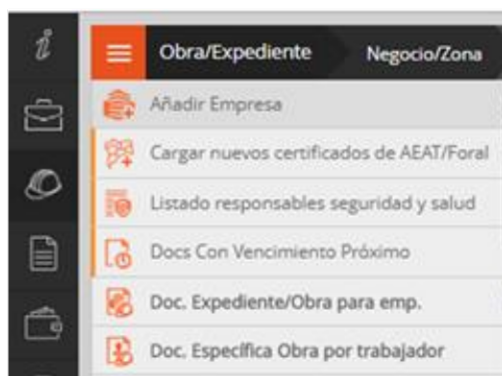 Obra/Expediente Negocio/Zona
Añadir Empresa
Cargar nuevos certificados de AEAT/Foral
Listado responsables seguridad y salud
Docs Con Vencimiento Próximo
Doc. Expediente/Obra para emp.
Doc. Específica Obra por trabajador